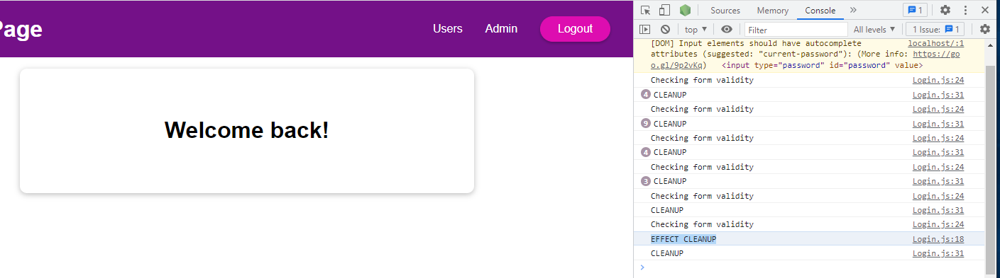 Page
Users Admin Logout
Welcome back!
Sources Memory Console » 1
top ▼ Filter All levels ▼ 1 Issue: 1
[DOM] Input elements should have autocomplete localhost/:1
attributes (suggested: "current-password"): (More info: https://go
o.gl/9p2vKq) <input type="password" id="password" value>
Checking form validity Login.js:24
4 CLEANUP Login.js:31
Checking form validity Login.js:24
9 CLEANUP Login.js:31
Checking form validity Login.js:24
4 CLEANUP Login.js:31
Checking form validity Login.js:24
3 CLEANUP Login.js:31
Checking form validity Login.js:24
CLEANUP Login.js:31
Checking form validity Login.js:24
EFFECT CLEANUP Login.js:18
CLEANUP Login.js:31
>